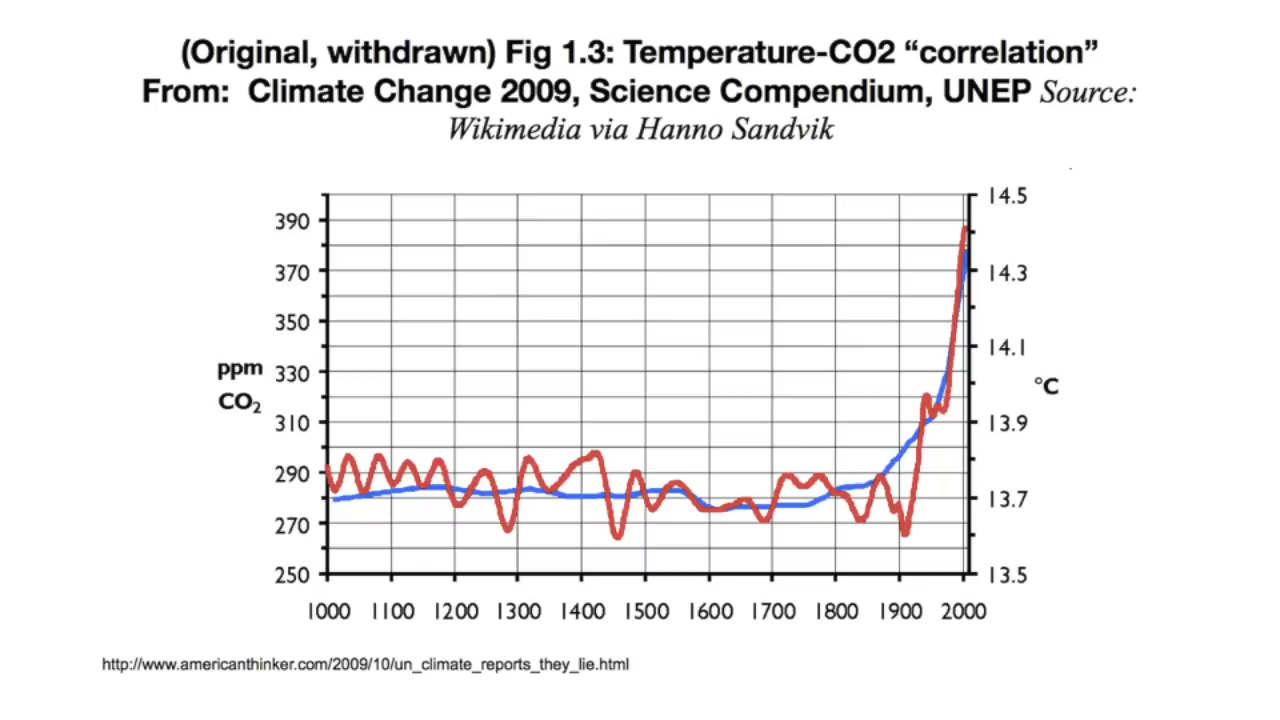 (Original, withdrawn) Fig 1.3: Temperature-CO2 “correlation”
From: Climate Change 2009, Science Compendium, UNEP Source:
Wikimedia via Hanno Sandvik
390
370
350
330
310
290
270
250
ppm
CO₂
14.5
14.3
14.1
13.9
13.7
13.5
°C
1000 1100 1200 1300 1400 1500 1600 1700 1800 1900 2000
http://www.americanthinker.com/2009/10/un_climate_reports_they_lie.html